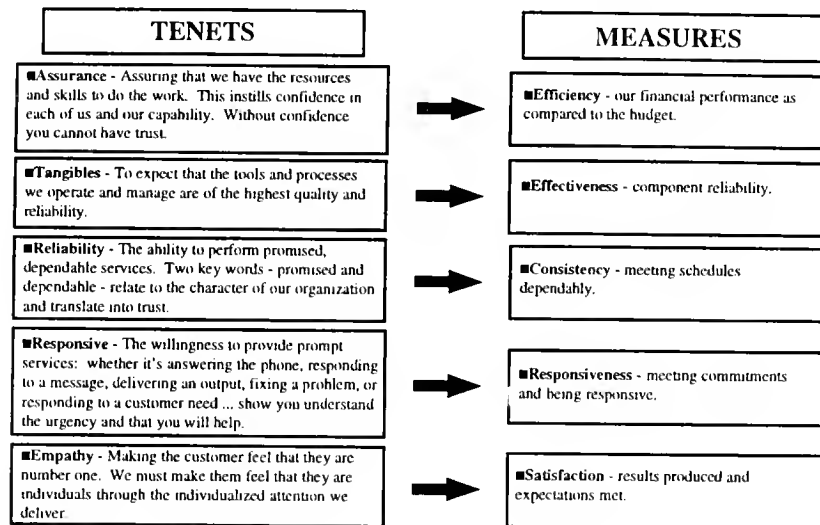 TENETS
■Assurance - Assuring that we have the resources
and skills to do the work. This instills confidence in
each of us and our capability. Without confidence
you cannot have trust.
■Tangibles - To expect that the tools and processes
we operate and manage are of the highest quality and
reliability.
■Reliability - The ability to perform promised,
dependable services. Two key words - promised and
dependable - relate to the character of our organization
and translate into trust.
■Responsive - The willingness to provide prompt
services: whether it's answering the phone, responding
to a message, delivering an output, fixing a problem, or
responding to a customer need ... show you understand
the urgency and that you will help.
■Empathy - Making the customer feel that they are
number one. We must make them feel that they are
individuals through the individualized attention we
deliver.
MEASURES
■Efficiency - our financial performance as
compared to the budget.
■Effectiveness - component reliability.
■Consistency - meeting schedules
dependably.
■Responsiveness - meeting commitments
and being responsive.
■Satisfaction - results produced and
expectations met.